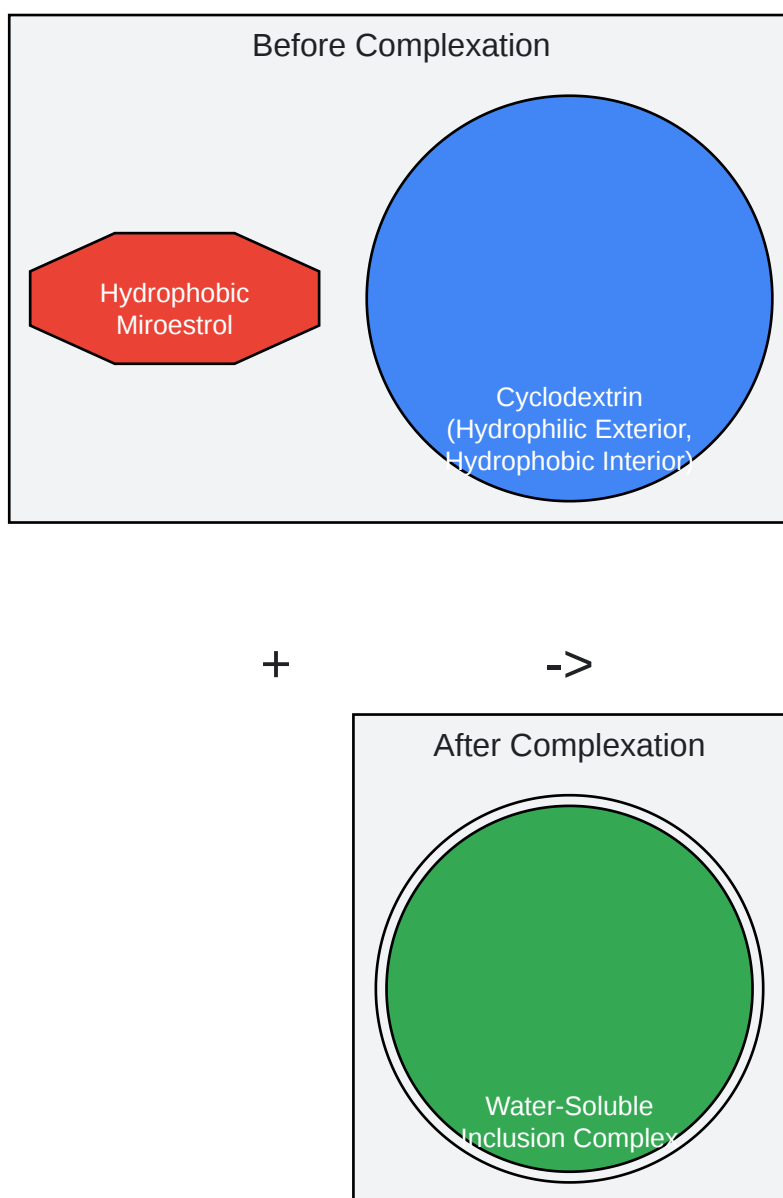 Before Complexation
Hydrophobic
Miroestrol
Cyclodextrin
(Hydrophilic Exterior,
Hydrophobic Interior)
+
->
After Complexation
Water-Soluble
Inclusion Complex